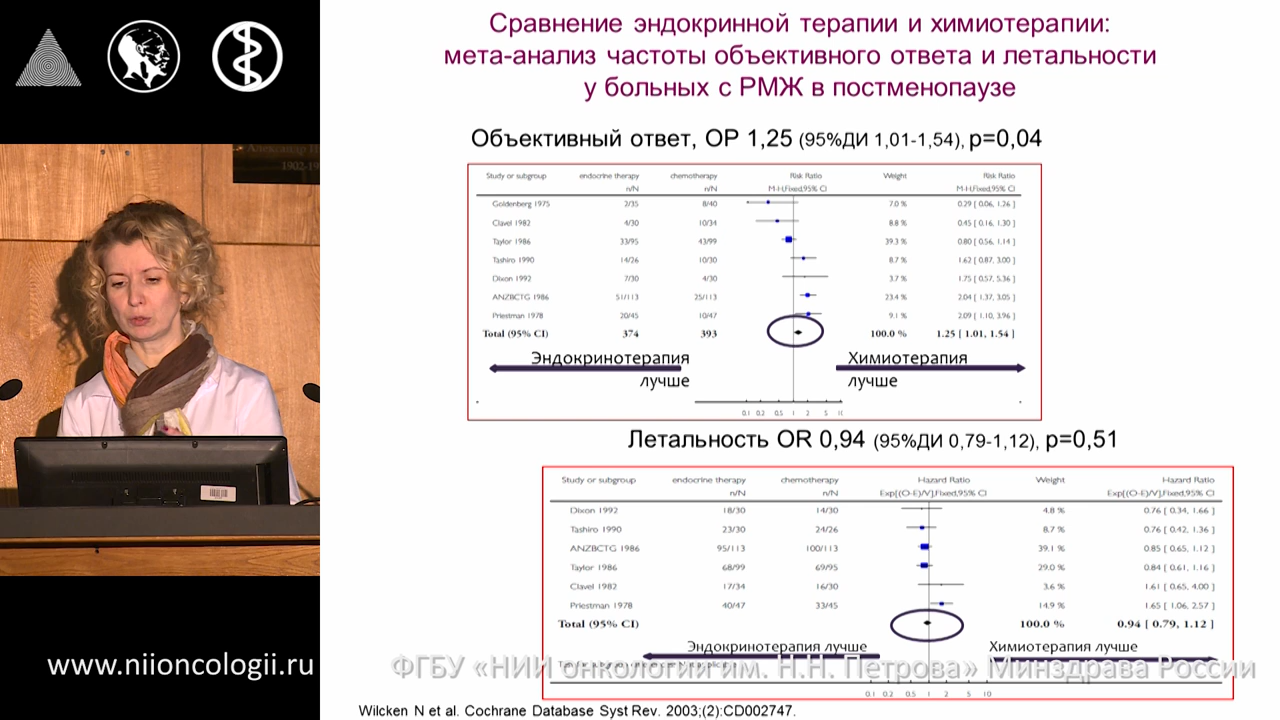 Сравнение эндокринной терапии и химиотерапии:
мета-анализ частоты объективного ответа и летальности
у больных с РМЖ в постменопаузе
Объективный ответ, ОР 1,25 (95%ДИ 1,01-1,54), p=0,04
Study or subgroup endocrine therapy chemotherapy Risk Ratio Weight Risk Ratio
n/N n/N M-H,Fixed,95% CI M-H,Fixed,95% CI
Goldenberg 1975 2/35 8/40 7.0 % 0.29 [ 0.06, 1.26 ]
Clavel 1982 4/30 10/34 8.8 % 0.45 [ 0.16, 1.30 ]
Taylor 1986 33/95 43/99 39.3 % 0.80 [ 0.56, 1.14 ]
Tashiro 1990 14/26 10/30 8.7 % 1.62 [ 0.87, 3.00 ]
Dixon 1992 7/30 4/30 3.7 % 1.75 [ 0.57, 5.36 ]
ANZBCTG 1986 51/113 25/113 23.4 % 2.04 [ 1.37, 3.05 ]
Priestman 1978 20/45 10/47 9.1 % 2.09 [ 1.10, 3.96 ]
Total (95% CI) 374 393 100.0 % 1.25 [ 1.01, 1.54 ]
Эндокринотерапия Химиотерапия
лучше лучше
0.1 0.2 0.5 1 2 5
Летальность OR 0,94 (95%ДИ 0,79-1,12), p=0,51
Study or subgroup endocrine therapy chemotherapy Hazard Ratio Weight Hazard Ratio
n/N n/N Exp[(O-E)/V],Fixed,95% CI Exp[(O-E)/V],Fixed,95% CI
Dixon 1992 18/30 14/30 4.8 % 0.76 [ 0.34, 1.66 ]
Tashiro 1990 23/30 24/26 8.7 % 0.76 [ 0.42, 1.36 ]
ANZBCTG 1986 95/113 100/113 39.1 % 0.85 [ 0.65, 1.12 ]
Taylor 1986 68/99 69/95 29.0 % 0.84 [ 0.61, 1.16 ]
Clavel 1982 17/34 16/30 3.6 % 1.61 [ 0.65, 4.00 ]
Priestman 1978 40/47 33/45 14.9 % 1.65 [ 1.06, 2.57 ]
Total (95% CI) 100.0 % 0.94 [ 0.79, 1.12 ]
Эндокринотерапия лучше Химиотерапия лучше
0.1 0.2 0.5 1 2 5 10
www.niioncologii.ru ФГБУ «НИИ онкологии им. Н.Н. Петрова» Минздрава России
Wilcken N et al. Cochrane Database Syst Rev. 2003;(2):CD002747.